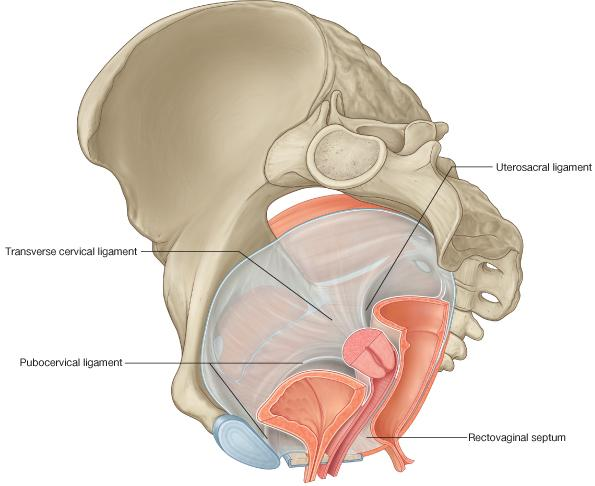 Uterosacral ligament
Transverse cervical ligament
Pubocervical ligament
Rectovaginal septum